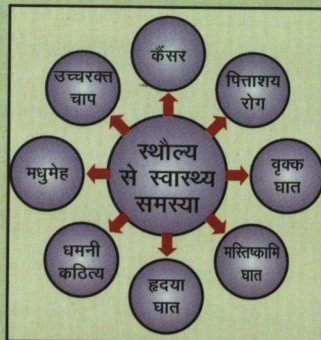 कैंसर
पित्ताशय
रोग
वृक्क
घात
मस्तिष्कामि
घात
हृदया
घात
धमनी
कठित्य
मधुमेह
उच्चरक्त
चाप
स्थौल्य
से स्वास्थ्य
समस्या